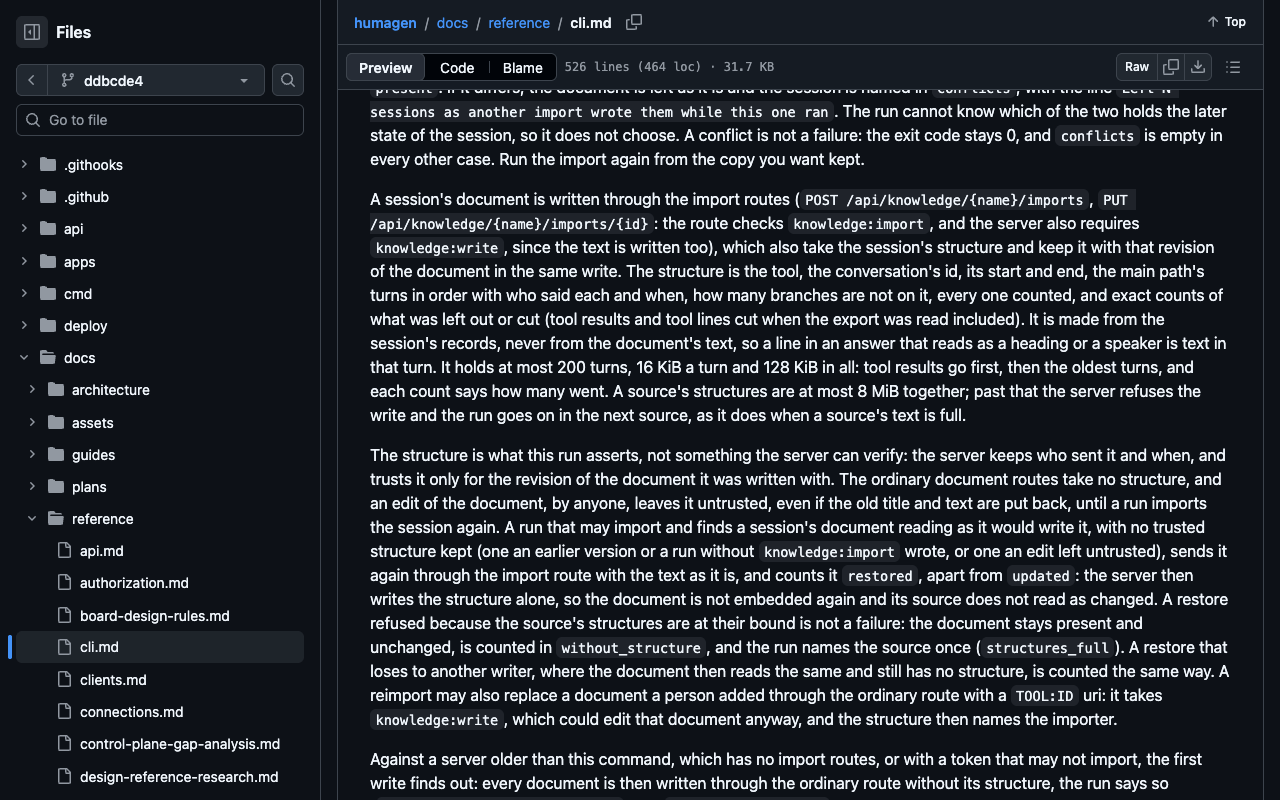 Files
humagen / docs / reference / cli.md
Top
ddbcde4
Preview Code Blame 526 lines (464 loc) · 31.7 KB Raw
Go to file
.githooks
.github
api
apps
cmd
deploy
docs
architecture
assets
guides
plans
reference
api.md
authorization.md
board-design-rules.md
cli.md
clients.md
connections.md
control-plane-gap-analysis.md
design-reference-research.md
present. If it differs, the document is left as it is and the session is named in conflicts, with the line Left N
sessions as another import wrote them while this one ran. The run cannot know which of the two holds the later
state of the session, so it does not choose. A conflict is not a failure: the exit code stays 0, and conflicts is empty in
every other case. Run the import again from the copy you want kept.
A session's document is written through the import routes (POST /api/knowledge/{name}/imports, PUT
/api/knowledge/{name}/imports/{id}: the route checks knowledge:import, and the server also requires
knowledge:write, since the text is written too), which also take the session's structure and keep it with that revision
of the document in the same write. The structure is the tool, the conversation's id, its start and end, the main path's
turns in order with who said each and when, how many branches are not on it, every one counted, and exact counts of
what was left out or cut (tool results and tool lines cut when the export was read included). It is made from the
session's records, never from the document's text, so a line in an answer that reads as a heading or a speaker is text in
that turn. It holds at most 200 turns, 16 KiB a turn and 128 KiB in all: tool results go first, then the oldest turns, and
each count says how many went. A source's structures are at most 8 MiB together; past that the server refuses the
write and the run goes on in the next source, as it does when a source's text is full.
The structure is what this run asserts, not something the server can verify: the server keeps who sent it and when, and
trusts it only for the revision of the document it was written with. The ordinary document routes take no structure, and
an edit of the document, by anyone, leaves it untrusted, even if the old title and text are put back, until a run imports
the session again. A run that may import and finds a session's document reading as it would write it, with no trusted
structure kept (one an earlier version or a run without knowledge:import wrote, or one an edit left untrusted), sends it
again through the import route with the text as it is, and counts it restored, apart from updated: the server then
writes the structure alone, so the document is not embedded again and its source does not read as changed. A restore
refused because the source's structures are at their bound is not a failure: the document stays present and
unchanged, is counted in without_structure, and the run names the source once (structures_full). A restore that
loses to another writer, where the document then reads the same and still has no structure, is counted the same way. A
reimport may also replace a document a person added through the ordinary route with a TOOL:ID uri: it takes
knowledge:write, which could edit that document anyway, and the structure then names the importer.
Against a server older than this command, which has no import routes, or with a token that may not import, the first
write finds out: every document is then written through the ordinary route without its structure, the run says so